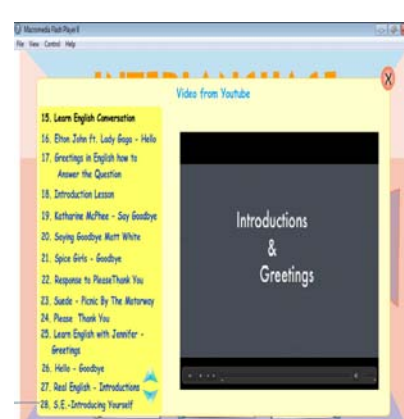 Macromedia Flash Player 8
File View Control Help
INTERLANGUAGE
Video from Youtube
X
15. Learn English Conversation
16. Elton John ft. Lady Gaga - Hello
17. Greetings in English how to
Answer the Question
18. Introduction Lesson
19. Katharine McPhee - Say Goodbye
20. Saying Goodbye Matt White
21. Spice Girls - Goodbye
22. Response to PleaseThank You
23. Suede - Picnic By The Motorway
24. Please Thank You
25. Learn English with Jennifer -
Greetings
26. Hello - Goodbye
27. Real English - Introductions
28. S.E.-Introducing Yourself
Introductions
&
Greetings